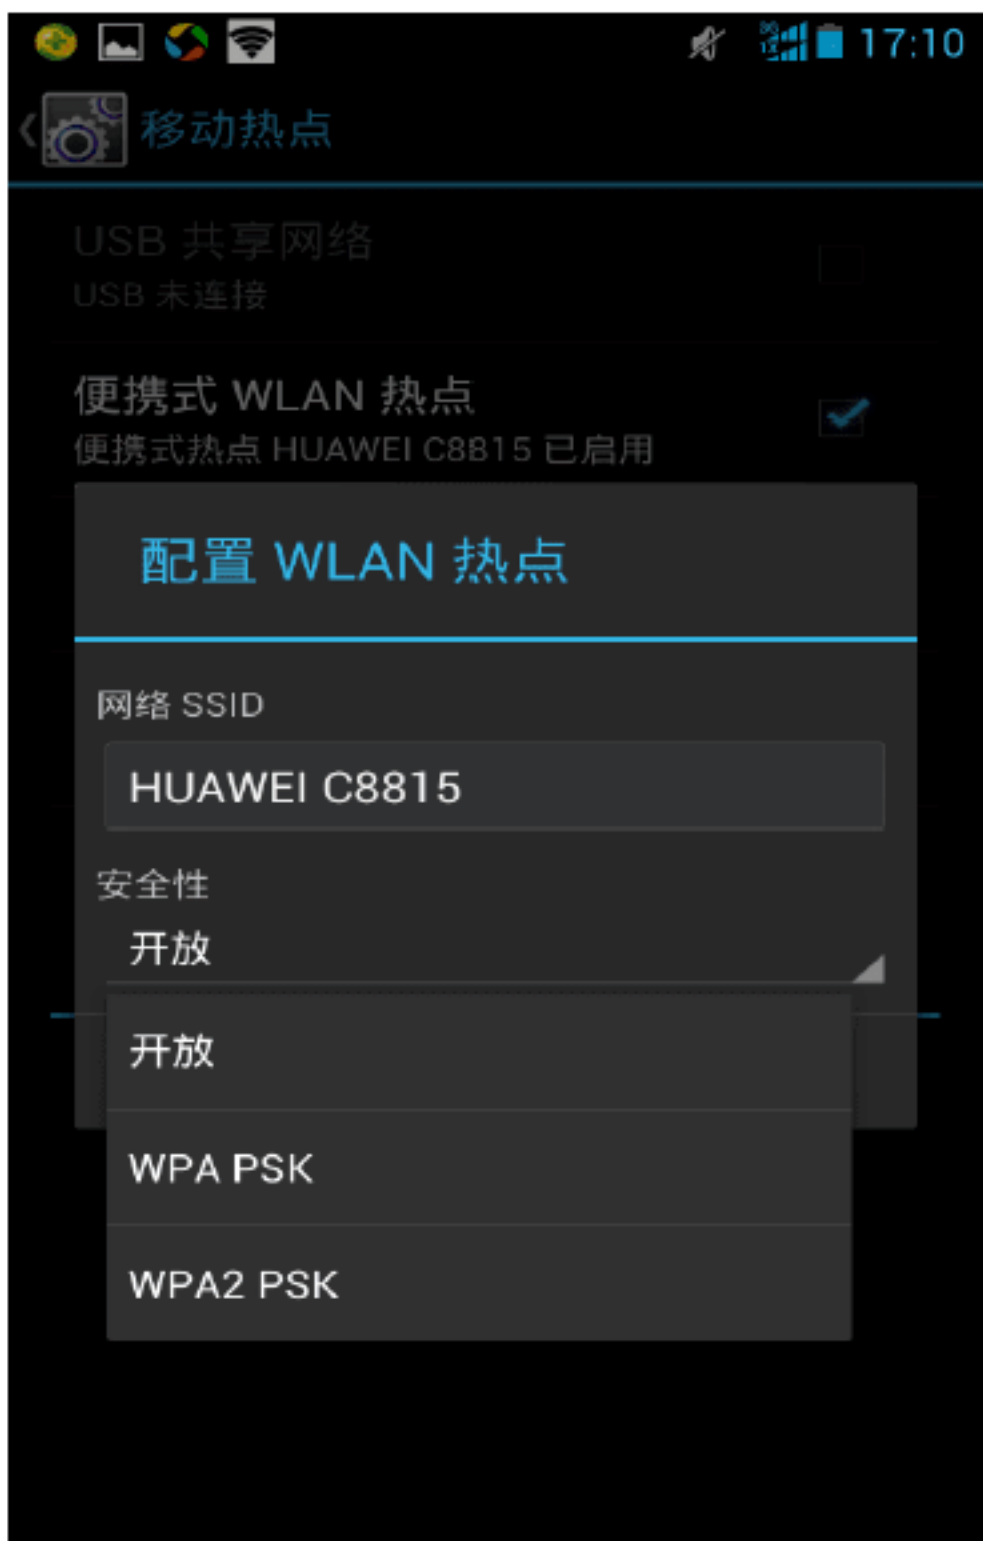 17:10
移动热点
USB 共享网络
USB 未连接
便携式 WLAN 热点
便携式热点 HUAWEI C8815 已启用
配置 WLAN 热点
网络 SSID
HUAWEI C8815
安全性
开放
开放
WPA PSK
WPA2 PSK